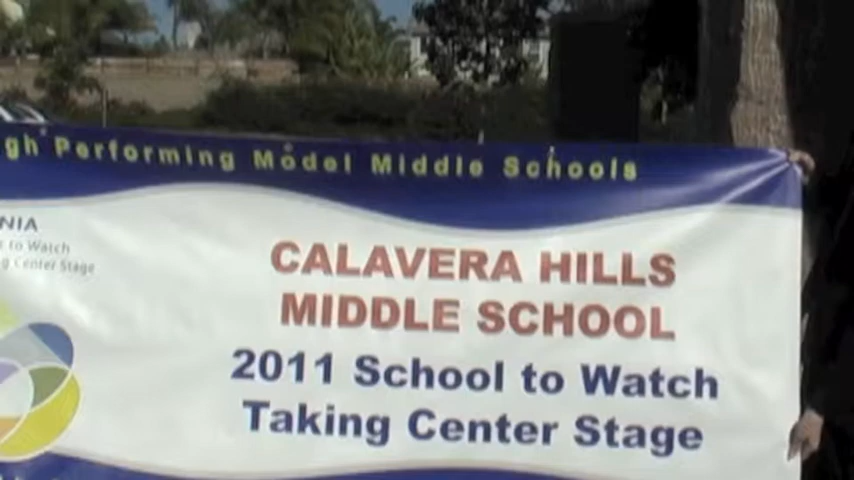 gh Performing Model Middle Schools
NIA
to Watch
g Center Stage
CALAVERA HILLS
MIDDLE SCHOOL
2011 School to Watch
Taking Center Stage